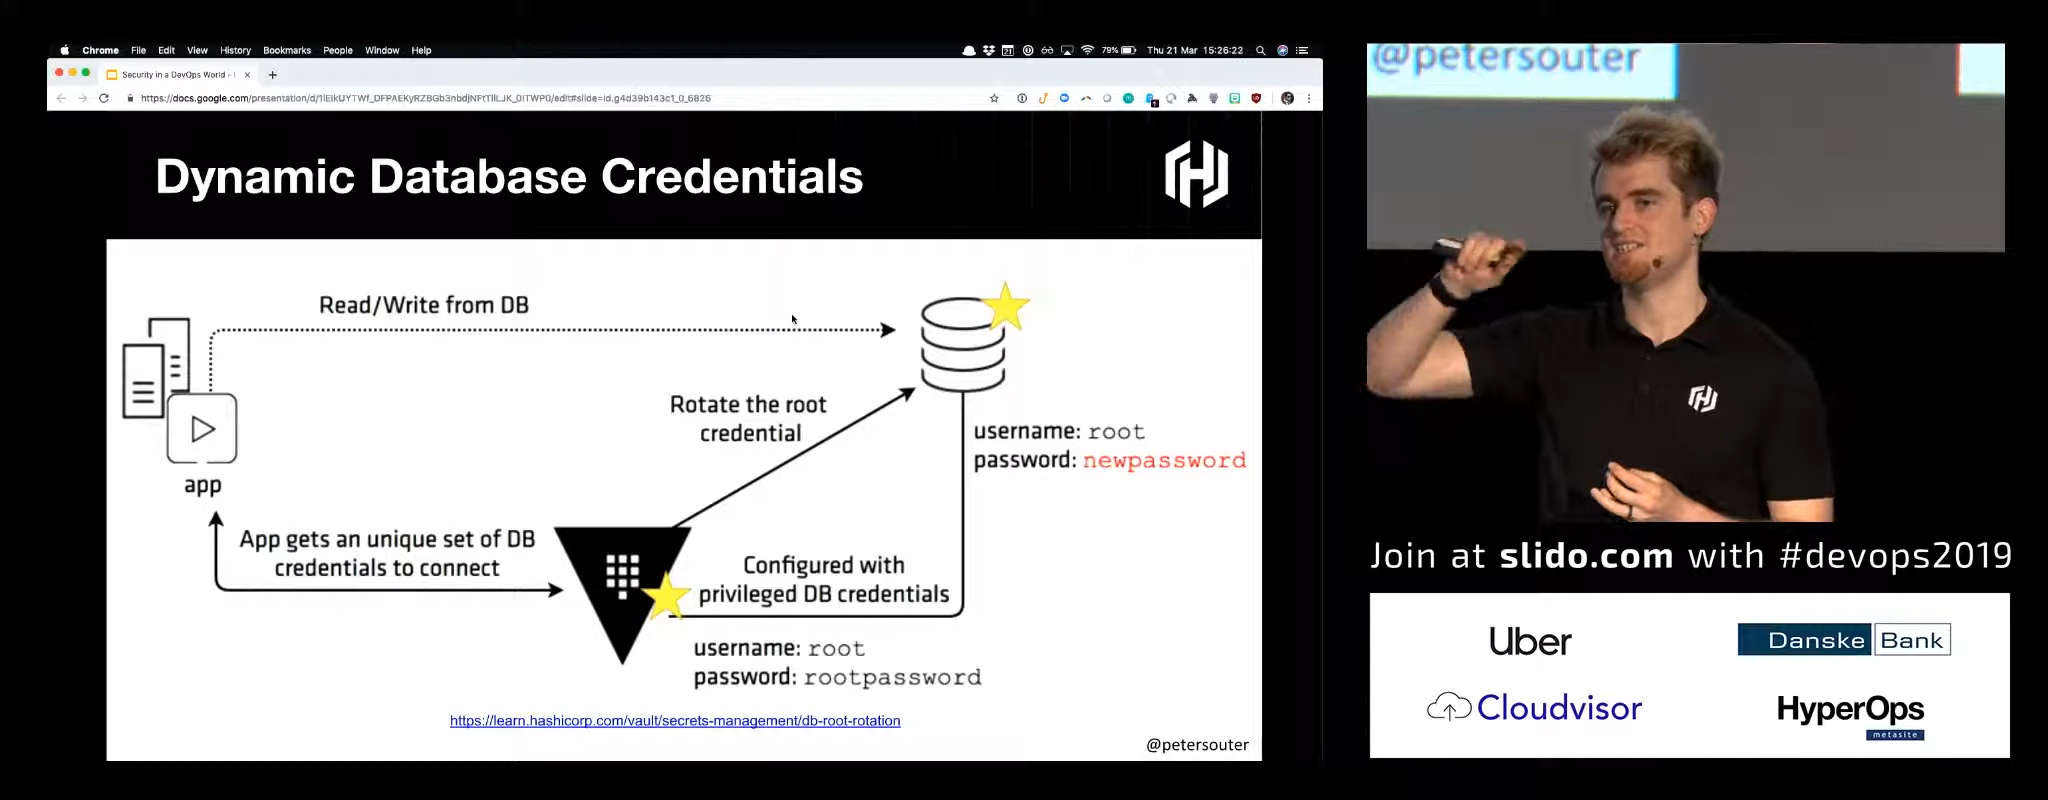 Chrome File Edit View History Bookmarks People Window Help
79%
Thu 21 Mar 15:26:22
Security in a DevOps World -
@petersouter
Dynamic Database Credentials
Read/Write from DB
Rotate the root
credential
username: root
password: newpassword
app
App gets an unique set of DB
credentials to connect
Configured with
privileged DB credentials
username: root
password: rootpassword
https://learn.hashicorp.com/vault/secrets-management/db-root-rotation
@petersouter
Join at slido.com with #devops2019
Uber
Danske Bank
Cloudvisor
HyperOps
metasite